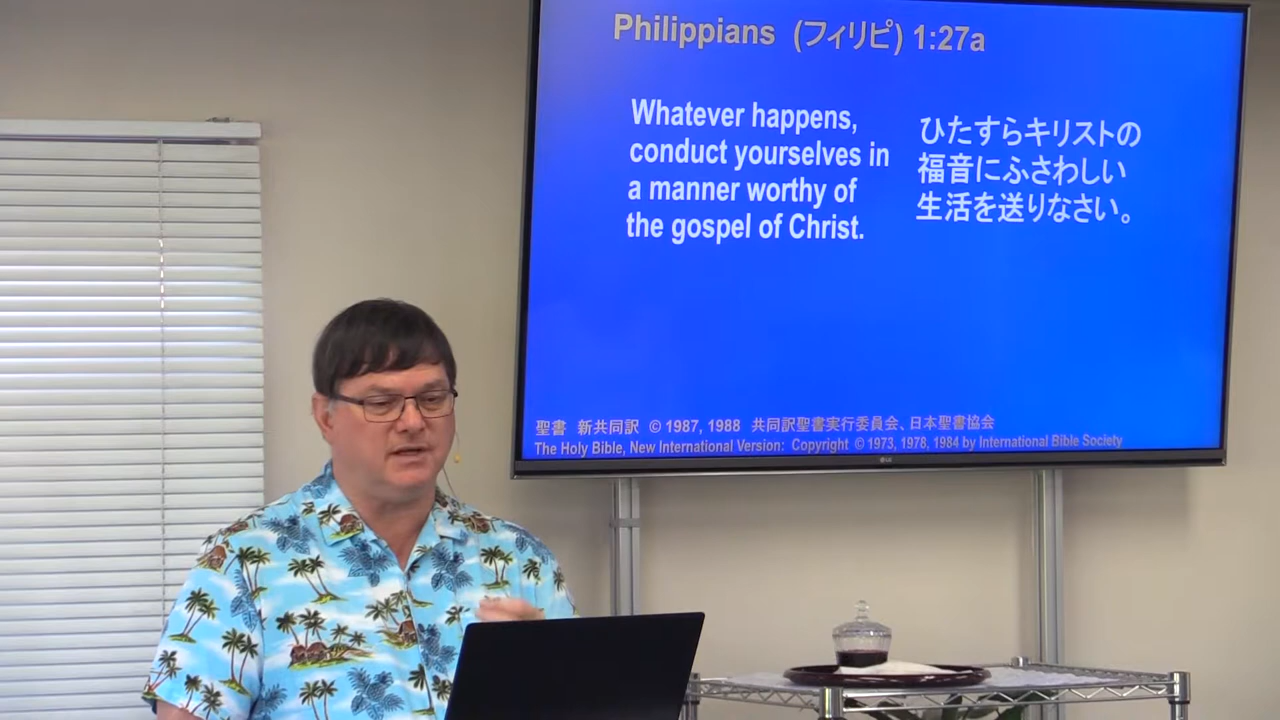 Philippians (フィリピ) 1:27a
Whatever happens,
conduct yourselves in
a manner worthy of
the gospel of Christ.
ひたすらキリストの
福音にふさわしい
生活を送りなさい。
聖書 新共同訳 © 1987, 1988 共同訳聖書実行委員会、日本聖書協会
The Holy Bible, New International Version: Copyright © 1973, 1978, 1984 by International Bible Society
LG